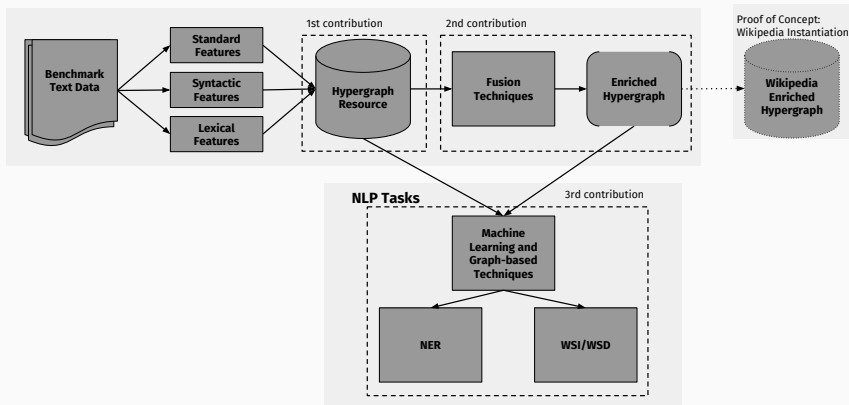 1st contribution
2nd contribution
Proof of Concept:
Wikipedia Instantiation
Benchmark
Text Data
Standard
Features
Syntactic
Features
Lexical
Features
Hypergraph
Resource
Fusion
Techniques
Enriched
Hypergraph
Wikipedia
Enriched
Hypergraph
NLP Tasks
3rd contribution
Machine
Learning and
Graph-based
Techniques
NER
WSI/WSD